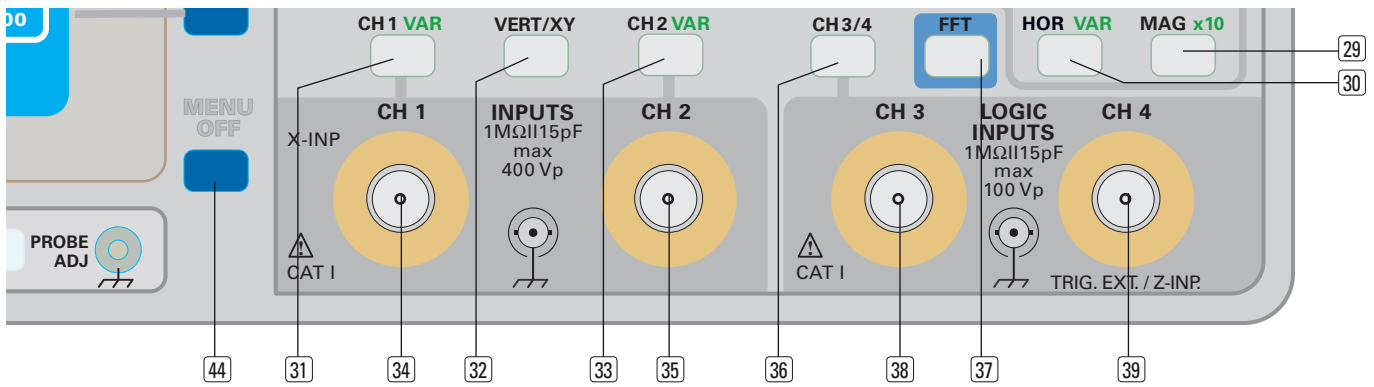 00
CH 1 VAR
VERT/XY
CH 2 VAR
CH 3/4
FFT
HOR VAR
MAG x10
29
30
MENU
OFF
CH 1
INPUTS
1MΩII15pF
max
400 Vp
CH 2
CH 3
LOGIC
INPUTS
1MΩII15pF
max
100 Vp
CH 4
X-INP
PROBE
ADJ
CAT I
CAT I
TRIG. EXT. / Z-INP.
44
31
34
32
33
35
36
38
37
39